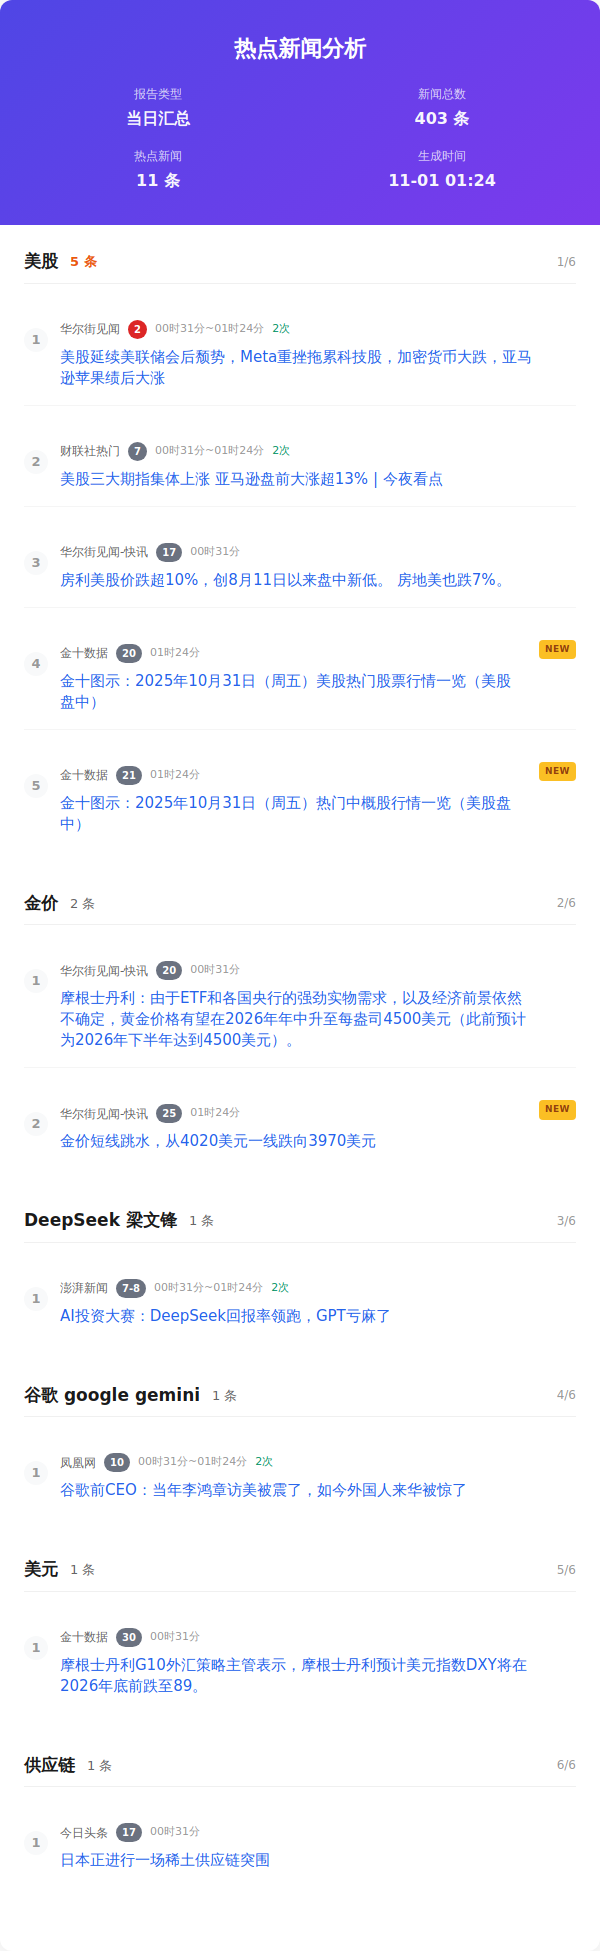 热点新闻分析
报告类型
新闻总数
当日汇总
403 条
热点新闻
生成时间
11 条
11-01 01:24
美股 5 条 1/6
1 华尔街见闻 2 00时31分~01时24分 2次
美股延续美联储会后颓势，Meta重挫拖累科技股，加密货币大跌，亚马
逊苹果绩后大涨
2 财联社热门 7 00时31分~01时24分 2次
美股三大期指集体上涨 亚马逊盘前大涨超13% | 今夜看点
3 华尔街见闻-快讯 17 00时31分
房利美股价跌超10%，创8月11日以来盘中新低。 房地美也跌7%。
4 金十数据 20 01时24分 NEW
金十图示：2025年10月31日（周五）美股热门股票行情一览（美股
盘中）
5 金十数据 21 01时24分 NEW
金十图示：2025年10月31日（周五）热门中概股行情一览（美股盘
中）
金价 2 条 2/6
1 华尔街见闻-快讯 20 00时31分
摩根士丹利：由于ETF和各国央行的强劲实物需求，以及经济前景依然
不确定，黄金价格有望在2026年年中升至每盎司4500美元（此前预计
为2026年下半年达到4500美元）。
2 华尔街见闻-快讯 25 01时24分 NEW
金价短线跳水，从4020美元一线跌向3970美元
DeepSeek 梁文锋 1 条 3/6
1 澎湃新闻 7-8 00时31分~01时24分 2次
AI投资大赛：DeepSeek回报率领跑，GPT亏麻了
谷歌 google gemini 1 条 4/6
1 凤凰网 10 00时31分~01时24分 2次
谷歌前CEO：当年李鸿章访美被震了，如今外国人来华被惊了
美元 1 条 5/6
1 金十数据 30 00时31分
摩根士丹利G10外汇策略主管表示，摩根士丹利预计美元指数DXY将在
2026年底前跌至89。
供应链 1 条 6/6
1 今日头条 17 00时31分
日本正进行一场稀土供应链突围